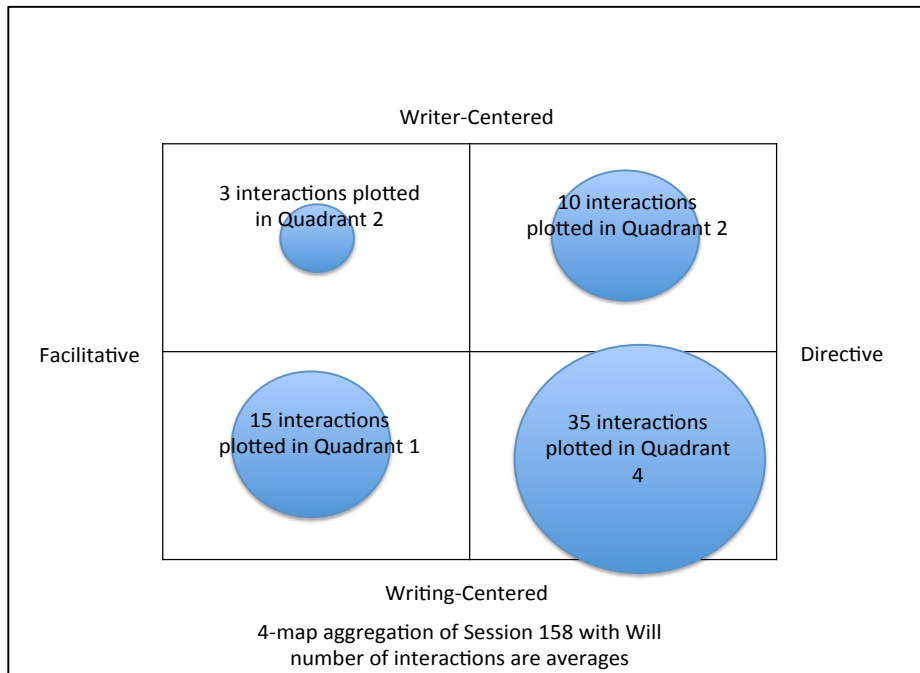 Writer-Centered
3 interactions plotted
in Quadrant 2
10 interactions
plotted in Quadrant 2
Facilitative
Directive
15 interactions
plotted in Quadrant 1
35 interactions
plotted in Quadrant
4
Writing-Centered
4-map aggregation of Session 158 with Will
number of interactions are averages